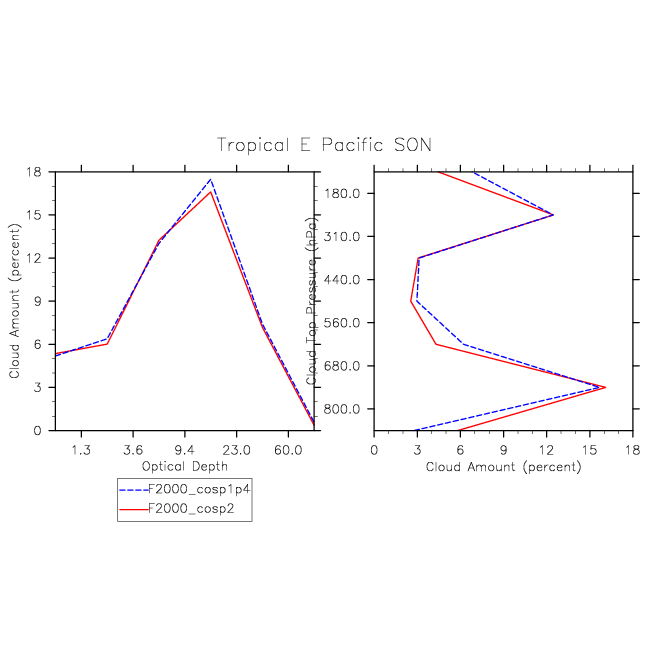 Tropical E Pacific SON
Cloud Amount (percent)
18
15
12
9
6
3
0
1.3 3.6 9.4 23.0 60.0
Optical Depth
Cloud Top Pressure (hPa)
180.0
310.0
440.0
560.0
680.0
800.0
0 3 6 9 12 15 18
Cloud Amount (percent)
F2000_cosp1p4
F2000_cosp2